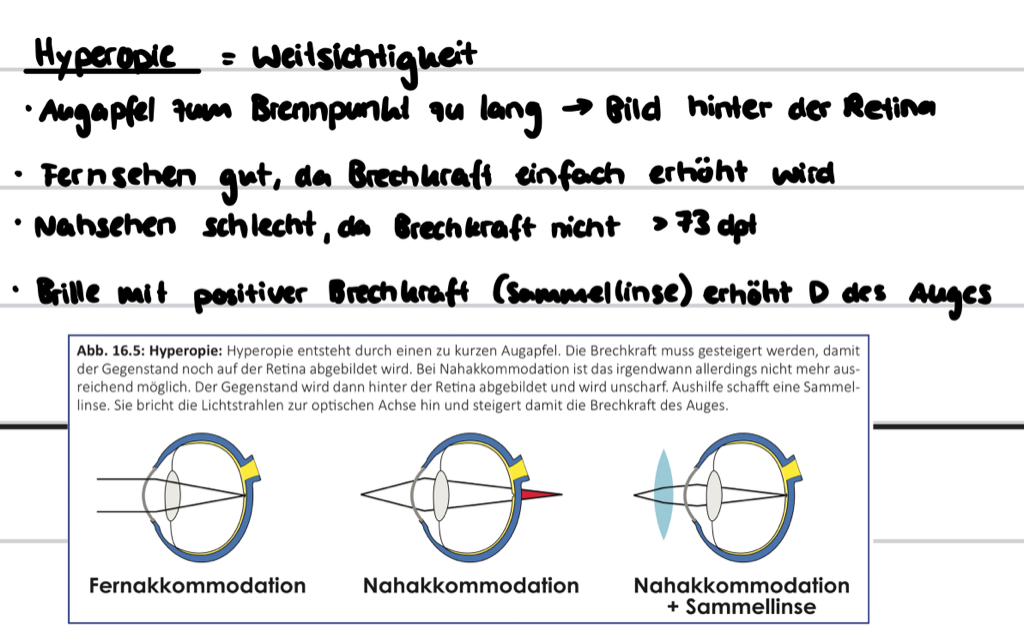 Hyperopie = Weitsichtigkeit
• Augapfel zum Brennpunkt zu lang → Bild hinter der Retina
• Fernsehen gut, da Brechkraft einfach erhöht wird
• Nahsehen schlecht, da Brechkraft nicht > 73 dpt
• Brille mit positiver Brechkraft (Sammellinse) erhöht D des Auges
Abb. 16.5: Hyperopie: Hyperopie entsteht durch einen zu kurzen Augapfel. Die Brechkraft muss gesteigert werden, damit
der Gegenstand noch auf der Retina abgebildet wird. Bei Nahakkommodation ist das irgendwann allerdings nicht mehr aus-
reichend möglich. Der Gegenstand wird dann hinter der Retina abgebildet und wird unscharf. Aushilfe schafft eine Sammel-
linse. Sie bricht die Lichtstrahlen zur optischen Achse hin und steigert damit die Brechkraft des Auges.
Fernakkommodation
Nahakkommodation
Nahakkommodation
+ Sammellinse